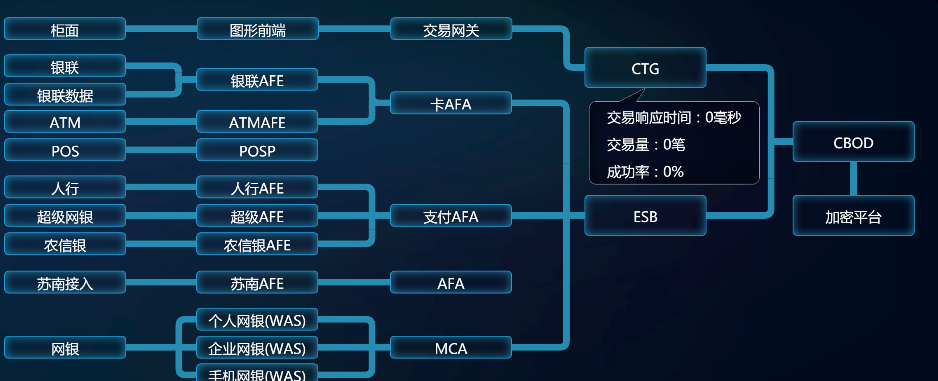 柜面
图形前端
交易网关
银联
银联数据
银联AFE
CTG
ATM
ATMAFE
卡AFA
POS
POSP
交易响应时间：0毫秒
交易量：0笔
成功率：0%
CBOD
人行
人行AFE
超级网银
超级AFE
支付AFA
ESB
加密平台
农信银
农信银AFE
苏南接入
苏南AFE
AFA
网银
个人网银(WAS)
企业网银(WAS)
手机网银(WAS)
MCA